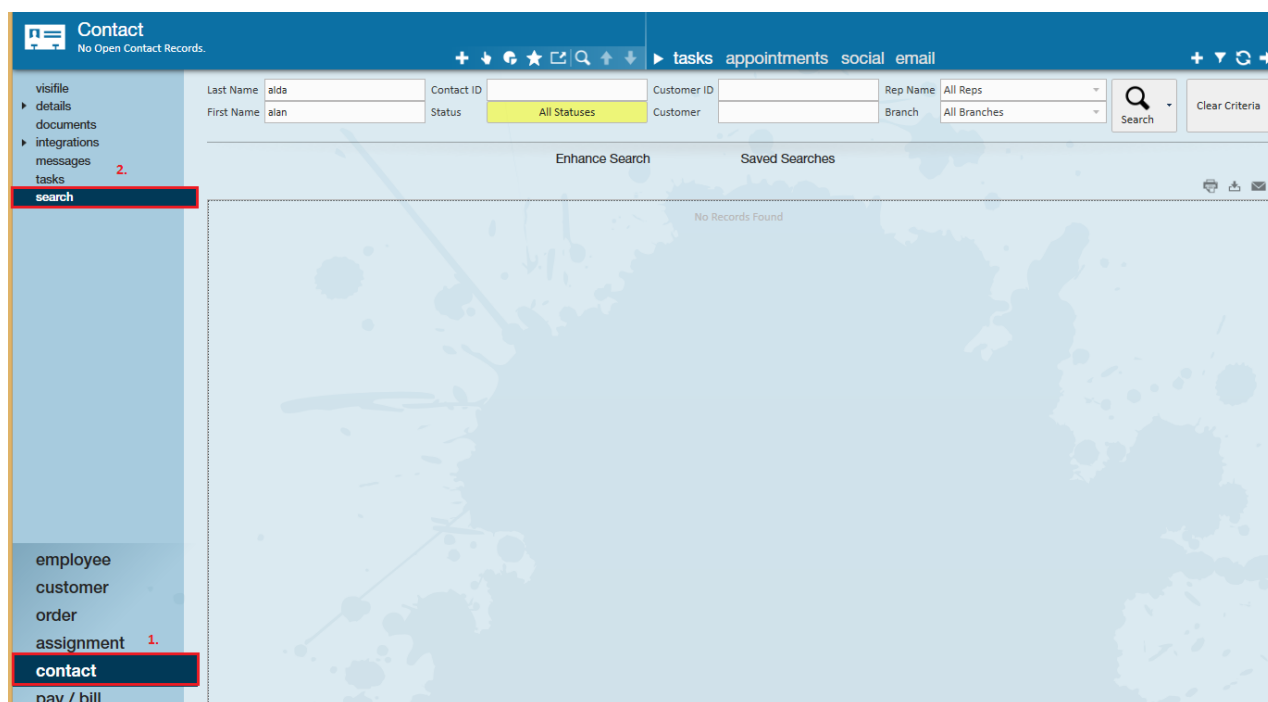 Contact
No Open Contact Records.
tasks appointments social email
visifile
details
documents
integrations
messages
2.
tasks
search
Last Name alda Contact ID Customer ID Rep Name All Reps
First Name alan Status All Statuses Customer Branch All Branches
Search
Clear Criteria
Enhance Search Saved Searches
No Records Found
employee
customer
order
assignment 1.
contact
pay / bill